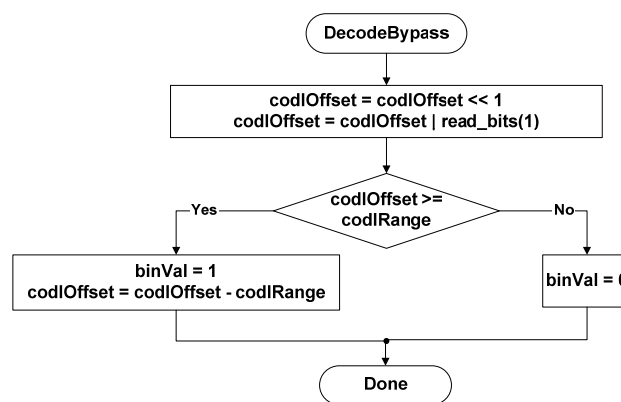 DecodeBypass
codIOffset = codIOffset << 1
codIOffset = codIOffset | read_bits(1)
codIOffset >=
codIRange
Yes
No
binVal = 1
codIOffset = codIOffset - codIRange
binVal = 0
Done